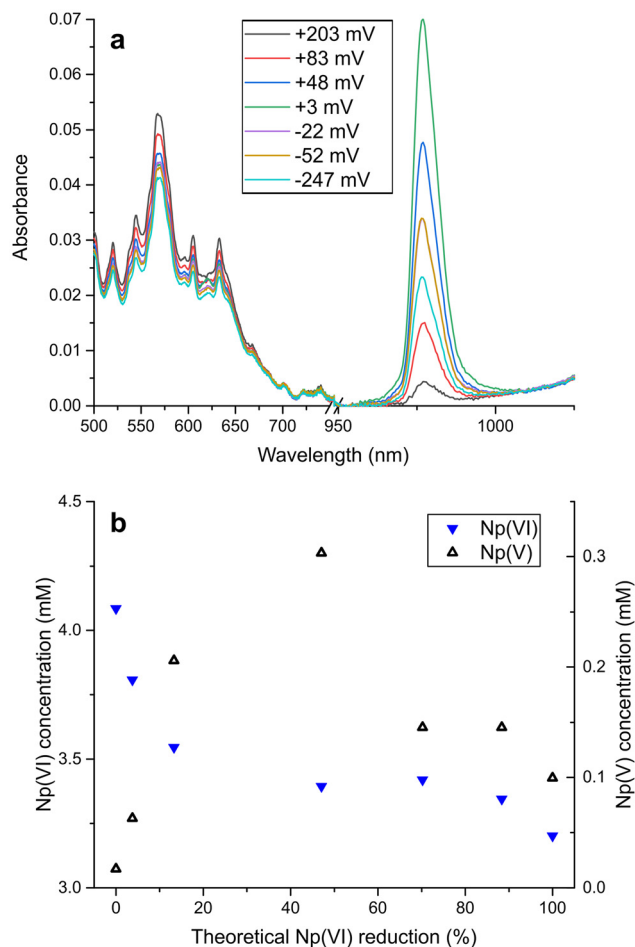 a
+203 mV
+83 mV
+48 mV
+3 mV
-22 mV
-52 mV
-247 mV
0.07
0.06
0.05
0.04
0.03
0.02
0.01
0.00
Absorbance
500 550 600 650 700 950 1000
Wavelength (nm)
b
Np(VI)
Np(V)
4.5
4.0
3.5
3.0
Np(VI) concentration (mM)
0.3
0.2
0.1
0.0
Np(V) concentration (mM)
0 20 40 60 80 100
Theoretical Np(VI) reduction (%)